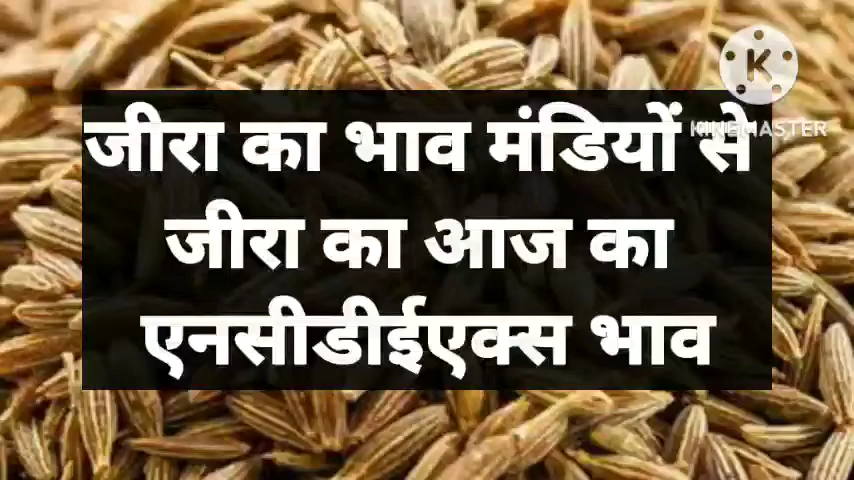 K
KINEMASTER
जीरा का भाव मंडियों से
जीरा का आज का
एनसीडीईएक्स भाव